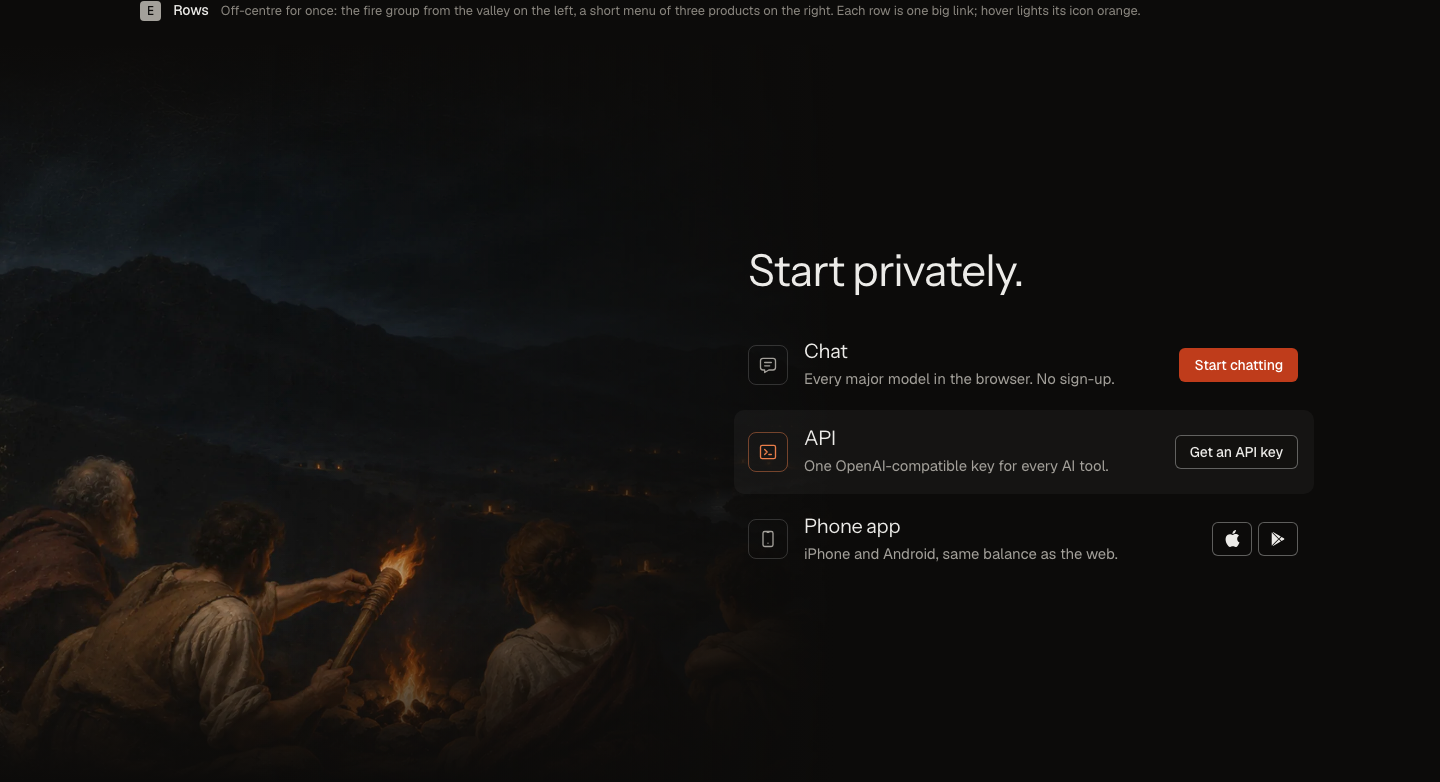 E Rows Off-centre for once: the fire group from the valley on the left, a short menu of three products on the right. Each row is one big link; hover lights its icon orange.
Start privately.
Chat
Every major model in the browser. No sign-up.
Start chatting
API
One OpenAI-compatible key for every AI tool.
Get an API key
Phone app
iPhone and Android, same balance as the web.